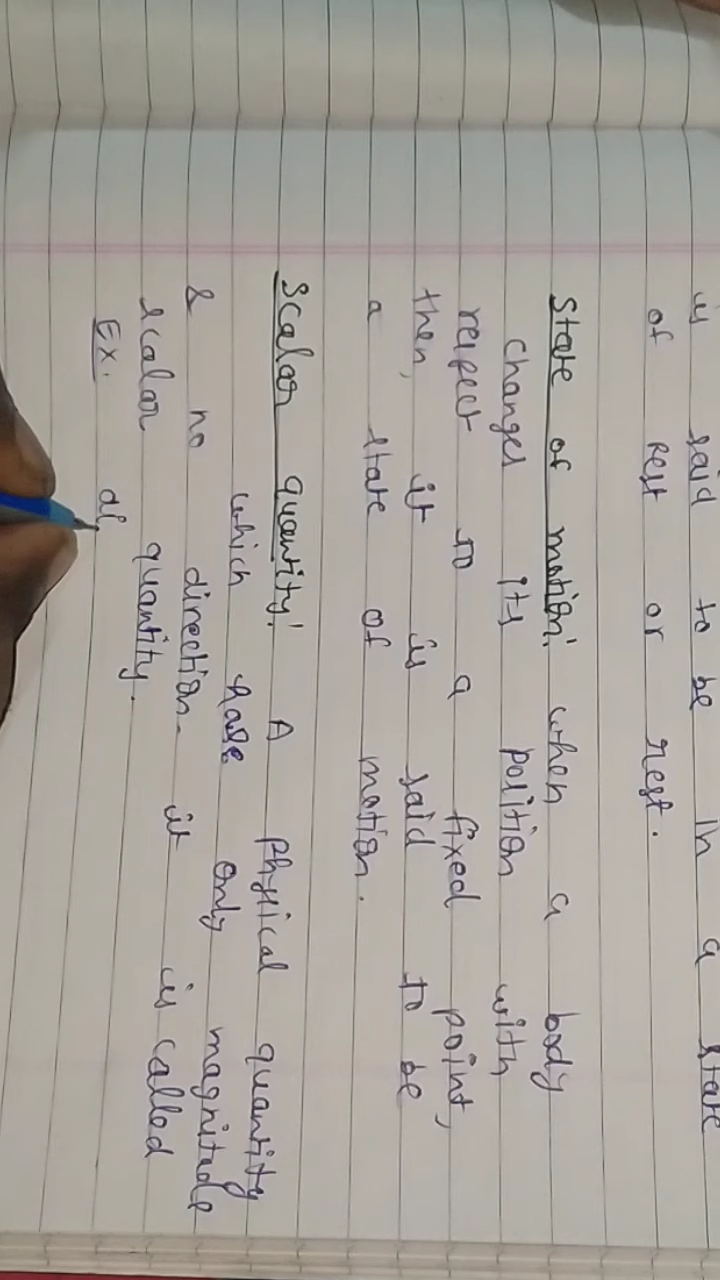 is said to be in a state
of rest or rest.
State of motion: when a body
changes its position with
respect to a fixed point,
then, it is said to be
a state of motion.
Scalar quantity: A physical quantity
which have only magnitude
& no direction. it is called
scalar quantity.
Ex. di